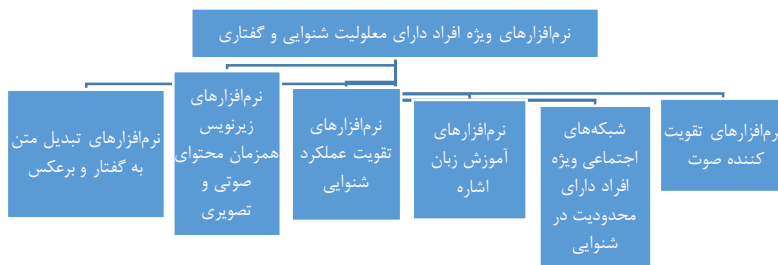 نرم‌افزارهای ویژه افراد دارای معلولیت شنوایی و گفتاری
نرم‌افزارهای تقویت
کننده صوت
شبکه‌های
اجتماعی ویژه
افراد دارای
محدودیت در
شنوایی
نرم‌افزارهای
آموزش زبان
اشاره
نرم‌افزارهای
تقویت عملکرد
شنوایی
نرم‌افزارهای
زیرنویس
همزمان محتوای
صوتی و
تصویری
نرم‌افزارهای تبدیل متن
به گفتار و برعکس